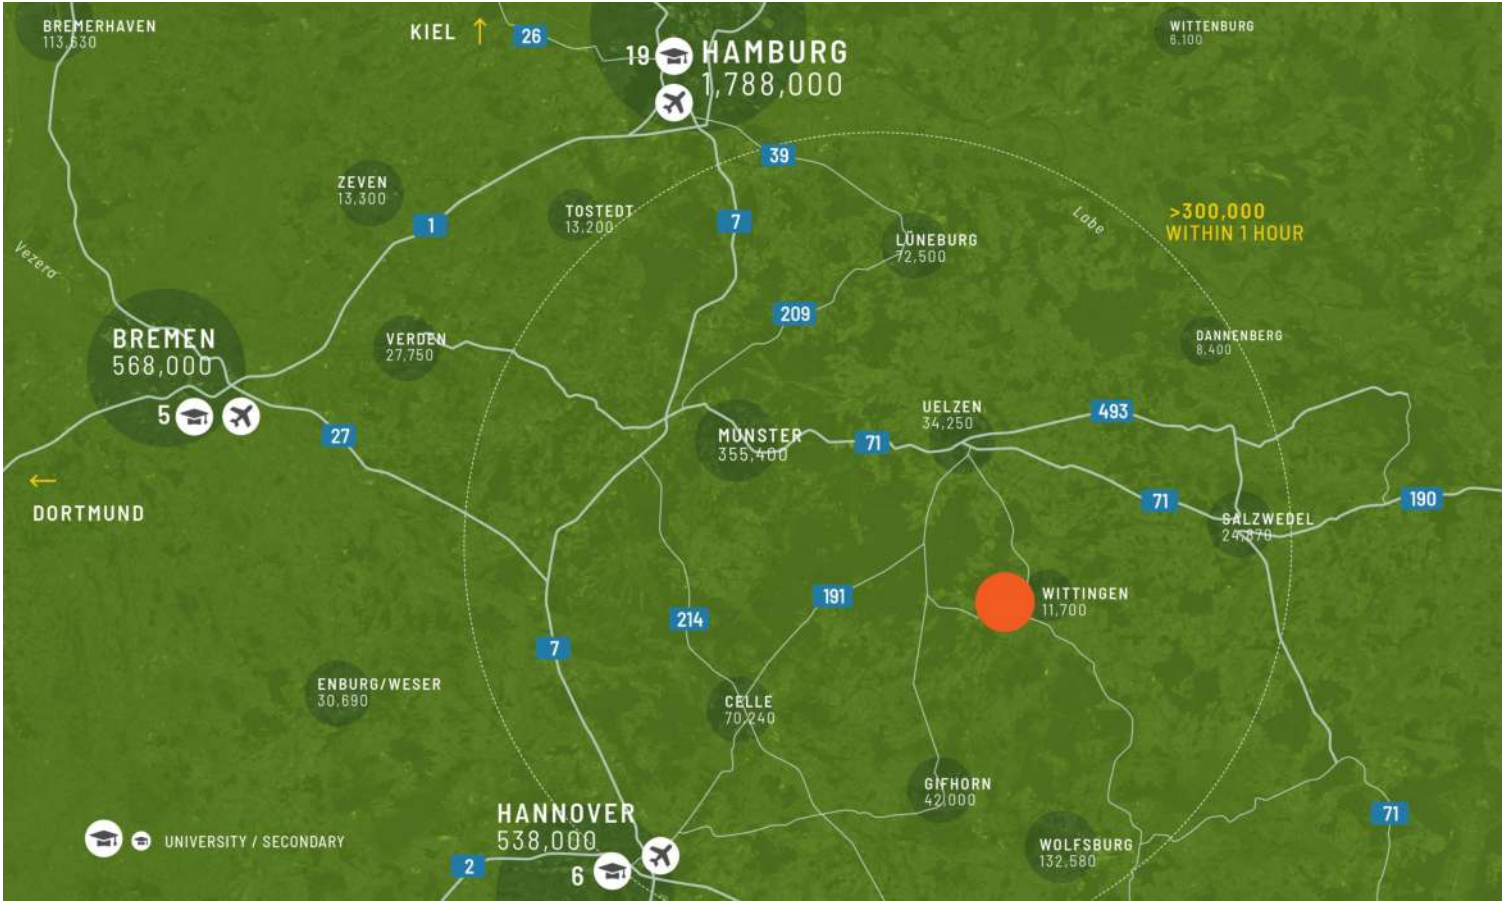 BREMERHAVEN
113,630
KIEL ↑
26
19
HAMBURG
1,788,000
WITTENBURG
6,100
39
ZEVEN
13,300
TOSTEDT
13,200
1
7
Labe
>300,000
WITHIN 1 HOUR
LÜNEBURG
72,500
Vezera
209
BREMEN
568,000
VERDEN
27,750
DANNENBERG
8,400
5
27
UELZEN
34,250
493
MUNSTER
355,400
71
←
DORTMUND
71
190
SALZWEDEL
24,870
191
WITTINGEN
11,700
214
7
ENBURG/WESER
30,690
CELLE
70,240
GIFHORN
42,000
HANNOVER
538,000
71
UNIVERSITY / SECONDARY
WOLFSBURG
132,580
2
6